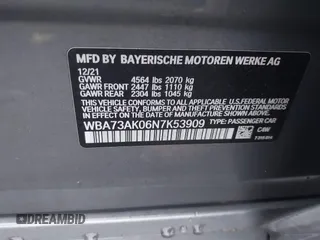 MFD BY BAYERISCHE MOTOREN WERKE AG
12/21
GVWR 4564 lbs 2070 kg
GAWR FRONT 2447 lbs 1110 kg
GAWR REAR 2304 lbs 1045 kg
THIS VEHICLE CONFORMS TO ALL APPLICABLE
FEDERAL MOTOR VEHICLE SAFETY, BUMPER,
AND THEFT PREVENTION STANDARDS
IN EFFECT ON THE DATE OF
MANUFACTURE SHOWN ABOVE.
WBA73AK06N7K53909 TYPE: PASSENGER CAR
C4W
DREAMBID